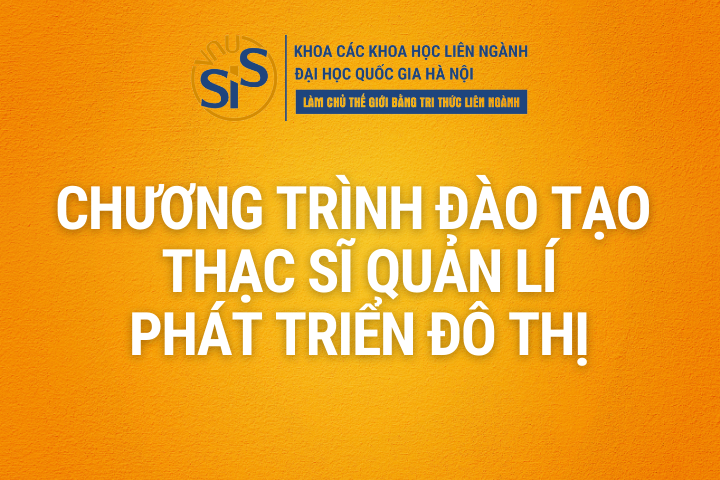 VNU
SiS
KHOA CÁC KHOA HỌC LIÊN NGÀNH
ĐẠI HỌC QUỐC GIA HÀ NỘI
LÀM CHỦ THẾ GIỚI BẰNG TRI THỨC LIÊN NGÀNH
CHƯƠNG TRÌNH ĐÀO TẠO
THẠC SĨ QUẢN LÍ
PHÁT TRIỂN ĐÔ THỊ